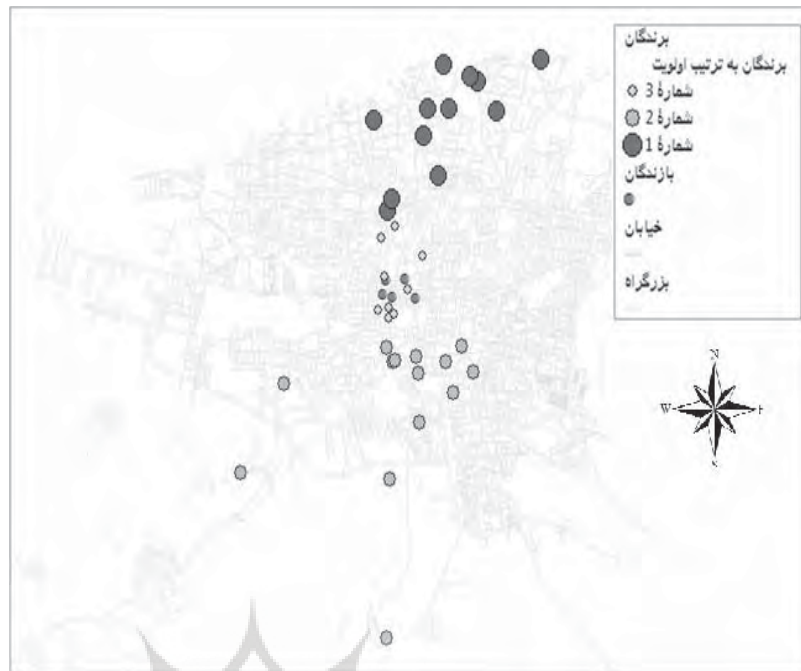 برندگان
برندگان به ترتیب اولویت
شمارهٔ 3
شمارهٔ 2
شمارهٔ 1
بازندگان
خیابان
بزرگراه
N
W
E
S